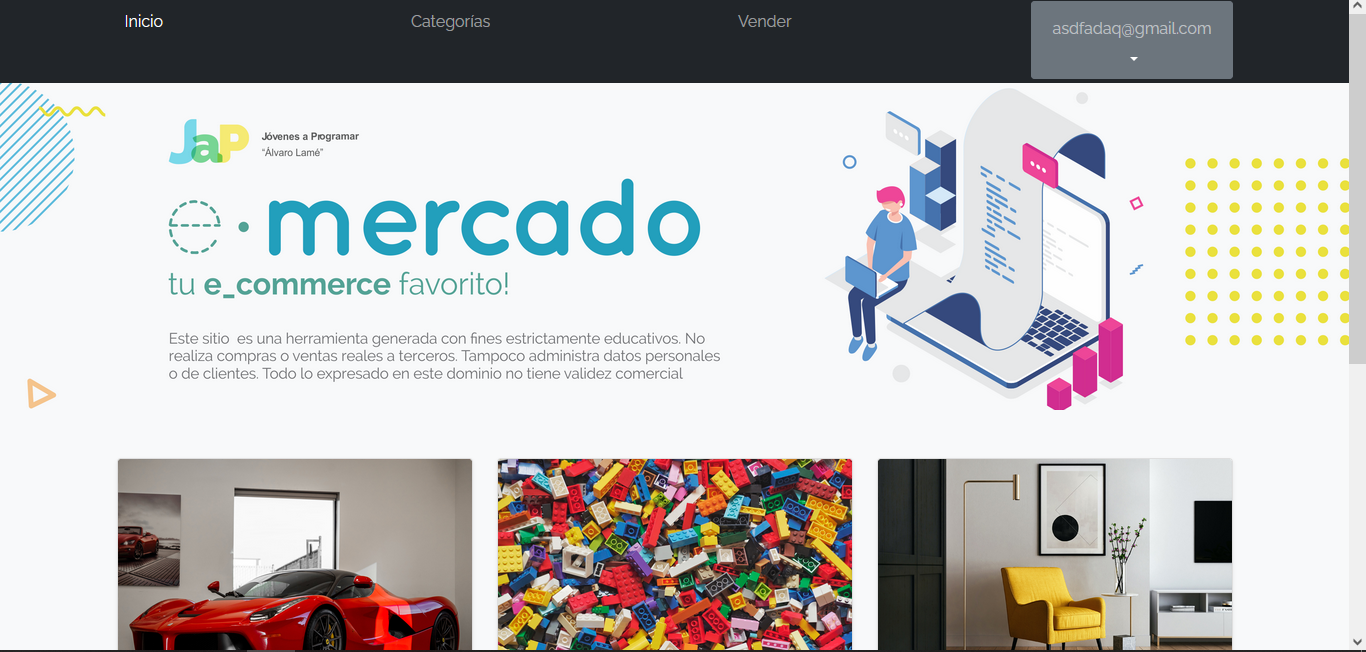 Inicio
Categorías
Vender
asdfadaq@gmail.com
JaP
Jóvenes a Programar
“Álvaro Lamé”
e · mercado
tu e_commerce favorito!
Este sitio es una herramienta generada con fines estrictamente educativos. No
realiza compras o ventas reales a terceros. Tampoco administra datos personales
o de clientes. Todo lo expresado en este dominio no tiene validez comercial